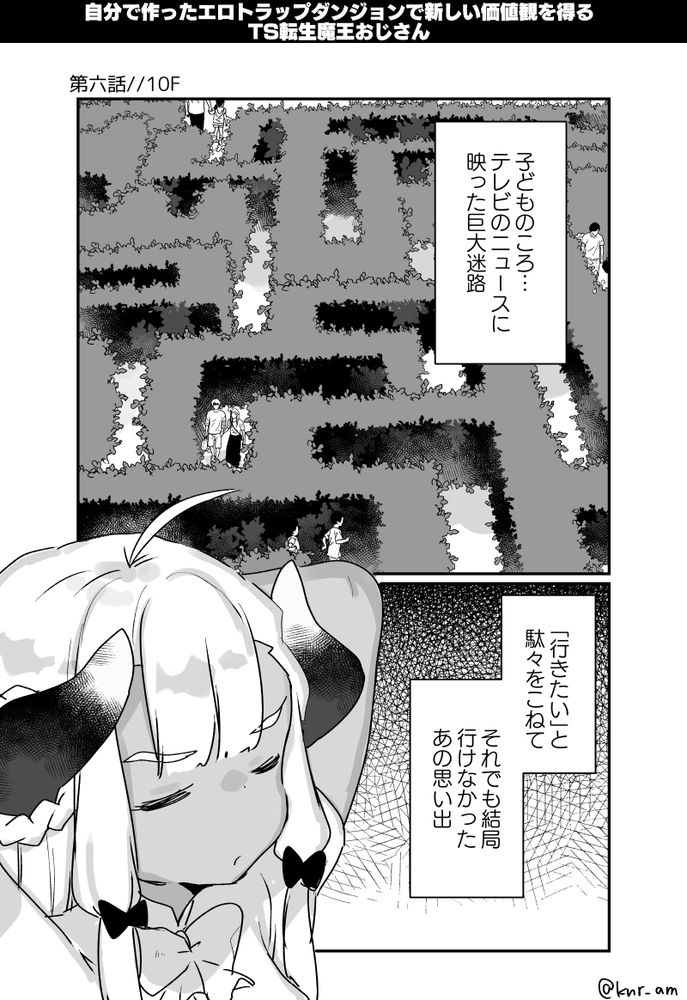 自分で作ったエロトラップダンジョンで新しい価値観を得る
TS転生魔王おじさん
第六話//10F
子どものころ…
テレビのニュースに
映った巨大迷路
「行きたい」と
駄々をこねて
それでも結局
行けなかった
あの思い出
@knr_am